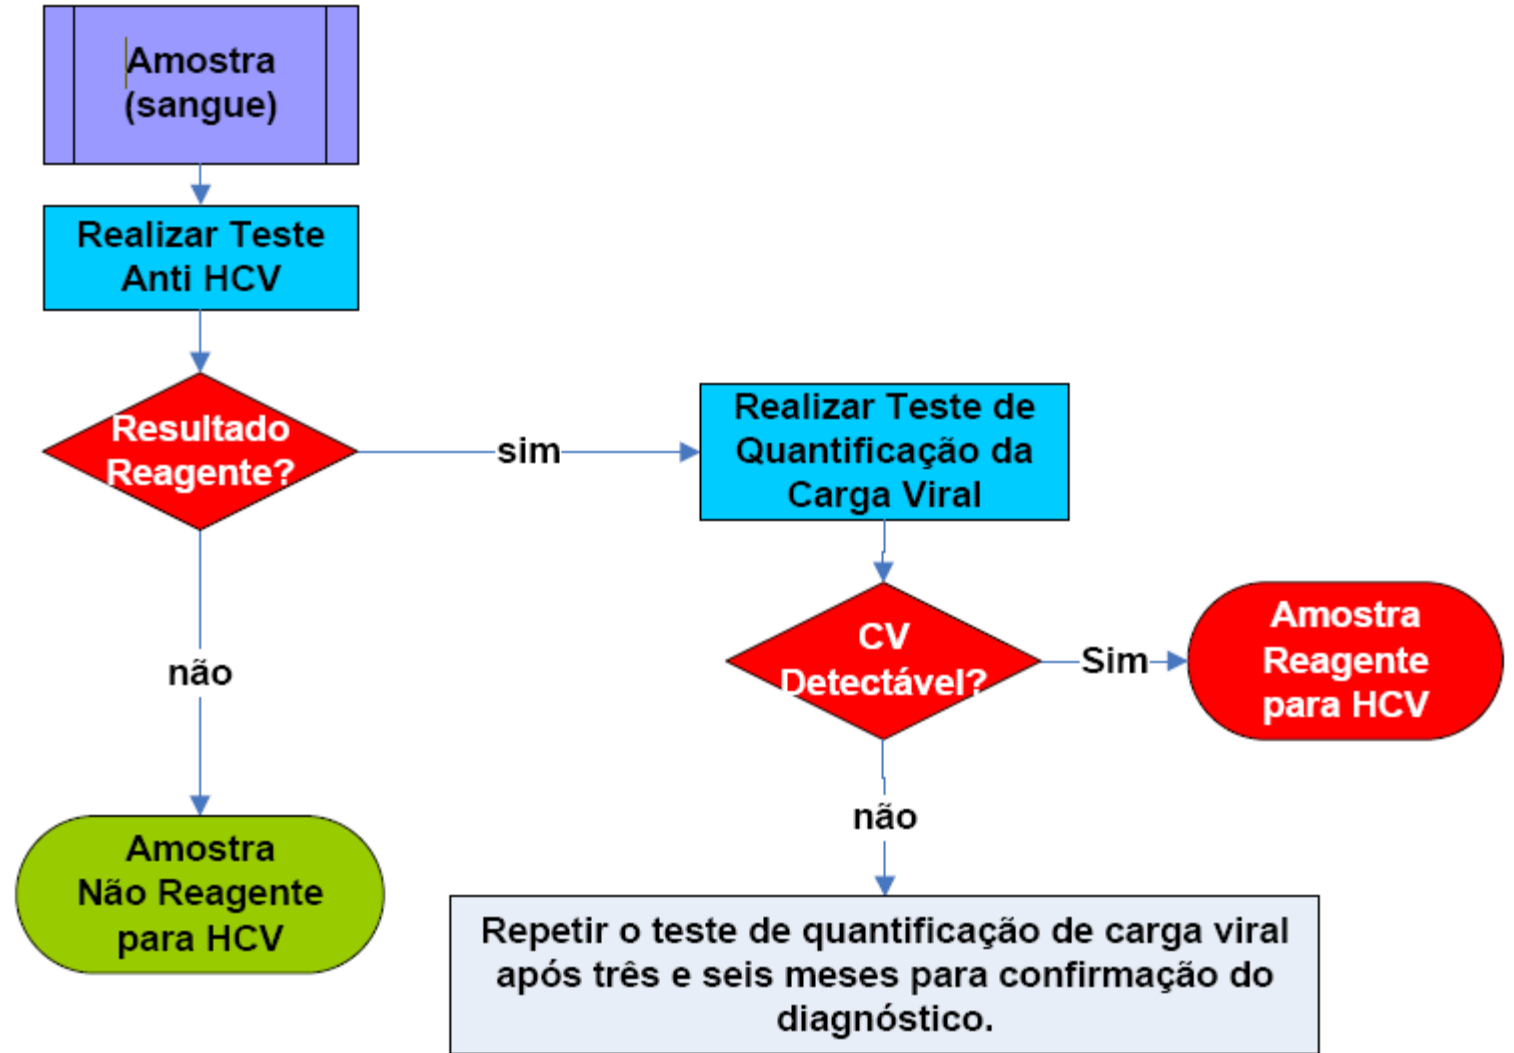 Amostra
(sangue)
Realizar Teste
Anti HCV
Resultado
Reagente?
sim
Realizar Teste de
Quantificação da
Carga Viral
CV
Detectável?
Sim
Amostra
Reagente
para HCV
não
não
Amostra
Não Reagente
para HCV
Repetir o teste de quantificação de carga viral
após três e seis meses para confirmação do
diagnóstico.